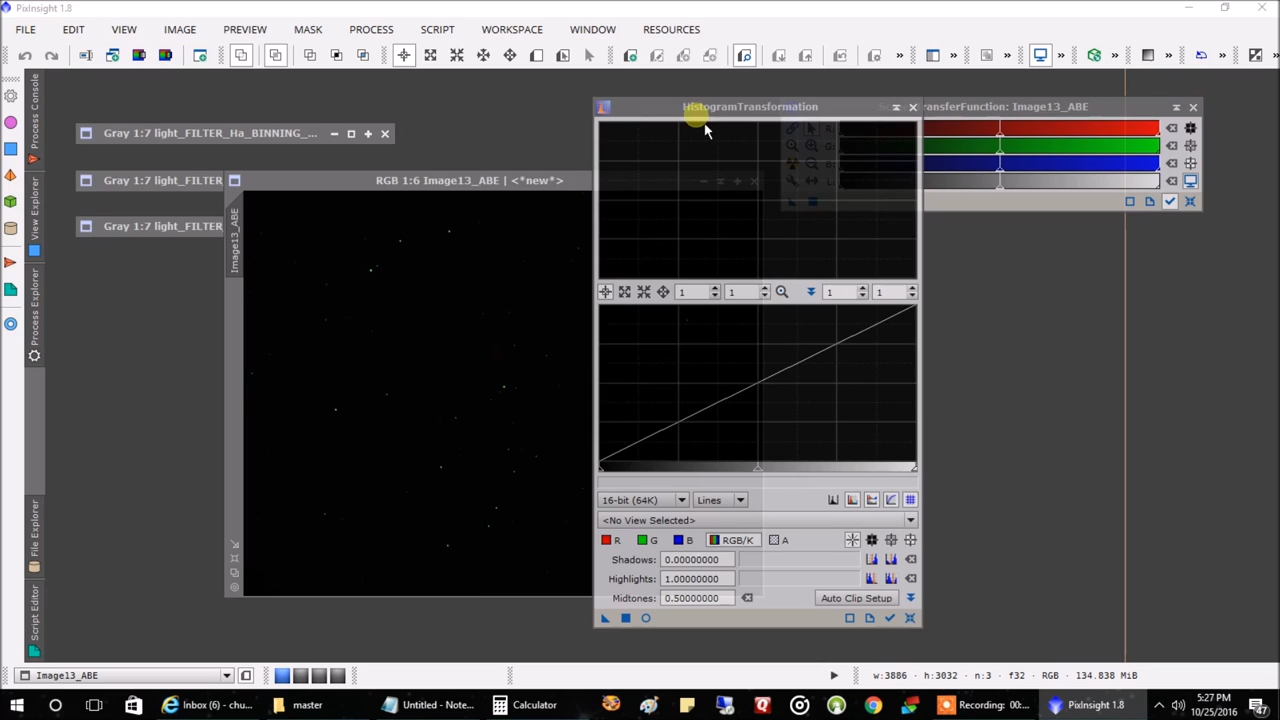 PixInsight 1.8
FILE EDIT VIEW IMAGE PREVIEW MASK PROCESS SCRIPT WORKSPACE WINDOW RESOURCES
Process Console
View Explorer
Process Explorer
File Explorer
Script Editor
Gray 1:7 light_FILTER_Ha_BINNING_...
Gray 1:7 light_FILTER
Gray 1:7 light_FILTER
RGB 1:6 Image13_ABE | <*new*>
Image13_ABE
HistogramTransformation
TransferFunction: Image13_ABE
1 1 1 1
16-bit (64K) Lines
<No View Selected>
R G B RGB/K A
Shadows: 0.00000000
Highlights: 1.00000000
Midtones: 0.50000000 Auto Clip Setup
Image13_ABE
w:3886 h:3032 n:3 f32 RGB 134.838 MiB
Inbox (6) - chu... master Untitled - Note... Calculator Recording: 00:... PixInsight 1.8
5:27 PM
10/25/2016
47